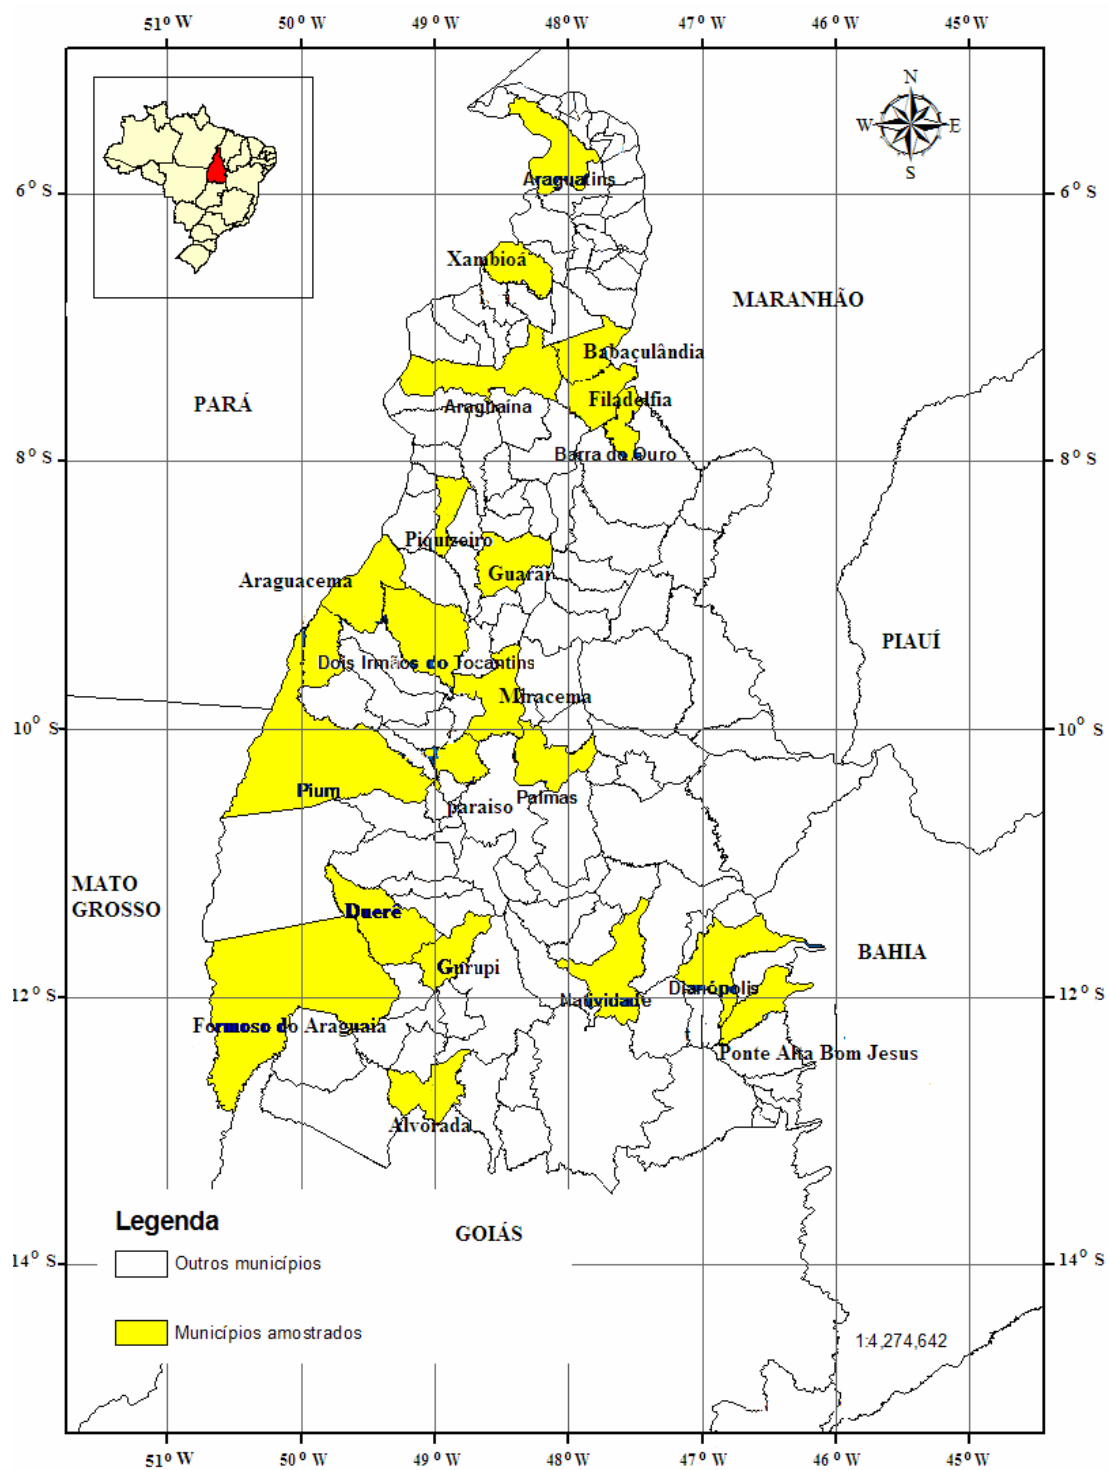 51° W 50° W 49° W 48° W 47° W 46° W 45° W
N
W E
S
6° S 6° S
Araguatins
Xambioá
MARANHÃO
Babaçulândia
PARÁ
Filadelfia
Araguaína
Barra do Ouro
8° S 8° S
Piquizeiro
Guaraí
Araguacema
PIAUÍ
Dois Irmãos do Tocantins
Miracema
10° S 10° S
Pium
Palmas
paraiso
MATO
GROSSO
Duerê
BAHIA
Gurupi
Dianópolis
12° S 12° S
Natividade
Formoso do Araguaia
Ponte Alta Bom Jesus
Alvorada
Legenda
GOIÁS
Outros municípios
14° S 14° S
Municípios amostrados
1:4,274,642
51° W 50° W 49° W 48° W 47° W 46° W 45° W